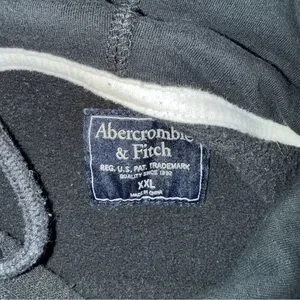 Abercrombie
& Fitch
REG. U.S. PAT. TRADEMARK
QUALITY SINCE 1892
XXL
MADE IN CHINA